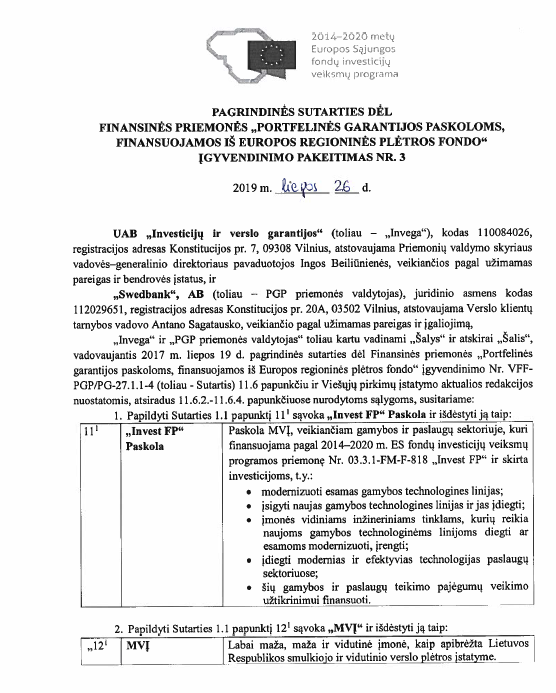 2014–2020 metų
Europos Sąjungos
fondų investicijų
veiksmų programa
PAGRINDINĖS SUTARTIES DĖL
FINANSINĖS PRIEMONĖS „PORTFELINĖS GARANTIJOS PASKOLOMS,
FINANSUOJAMOS IŠ EUROPOS REGIONINĖS PLĖTROS FONDO“
ĮGYVENDINIMO PAKEITIMAS NR. 3
2019 m. liepos 26 d.
UAB „Investicijų ir verslo garantijos“ (toliau – „Invega“), kodas 110084026,
registracijos adresas Konstitucijos pr. 7, 09308 Vilnius, atstovaujama Priemonių valdymo skyriaus
vadovės-generalinio direktoriaus pavaduotojos Ingos Beiliūnienės, veikiančios pagal užimamas
pareigas ir bendrovės įstatus, ir
„Swedbank“, AB (toliau – PGP priemonės valdytojas), juridinio asmens kodas
112029651, registracijos adresas Konstitucijos pr. 20A, 03502 Vilnius, atstovaujama Verslo klientų
tarnybos vadovo Antano Sagatausko, veikiančio pagal užimamas pareigas ir įgaliojimą,
„Invega“ ir „PGP priemonės valdytojas“ toliau kartu vadinami „Šalys“ ir atskirai „Šalis“,
vadovaujantis 2017 m. liepos 19 d. pagrindinės sutarties dėl Finansinės priemonės „Portfelinės
garantijos paskoloms, finansuojamos iš Europos regioninės plėtros fondo“ įgyvendinimo Nr. VFF-
PGP/PG-27.1.1-4 (toliau - Sutartis) 11.6 papunkčiu ir Viešųjų pirkimų įstatymo aktualios redakcijos
nuostatomis, atsiradus 11.6.2.-11.6.4. papunkčiuose nurodytoms sąlygoms, susitariame:
1. Papildyti Sutarties 1.1 papunktį 11¹ sąvoka „Invest FP“ Paskola ir išdėstyti ją taip:
11¹ „Invest FP“ Paskola MVĮ, veikiančiam gamybos ir paslaugų sektoriuje, kuri
Paskola finansuojama pagal 2014–2020 m. ES fondų investicijų veiksmų
programos priemonę Nr. 03.3.1-FM-F-818 „Invest FP“ ir skirta
investicijoms, t.y.:
• modernizuoti esamas gamybos technologines linijas;
• įsigyti naujas gamybos technologines linijas ir jas įdiegti;
• įmonės vidiniams inžineriniams tinklams, kurių reikia
naujoms gamybos technologinėms linijoms diegti ar
esamoms modernizuoti, įrengti;
• įdiegti modernias ir efektyvias technologijas paslaugų
sektoriuose;
• šių gamybos ir paslaugų teikimo pajėgumų veikimo
užtikrinimui finansuoti.
2. Papildyti Sutarties 1.1 papunktį 12¹ sąvoka „MVĮ“ ir išdėstyti ją taip:
„12¹ MVĮ Labai maža, maža ir vidutinė įmonė, kaip apibrėžta Lietuvos
Respublikos smulkiojo ir vidutinio verslo plėtros įstatyme.